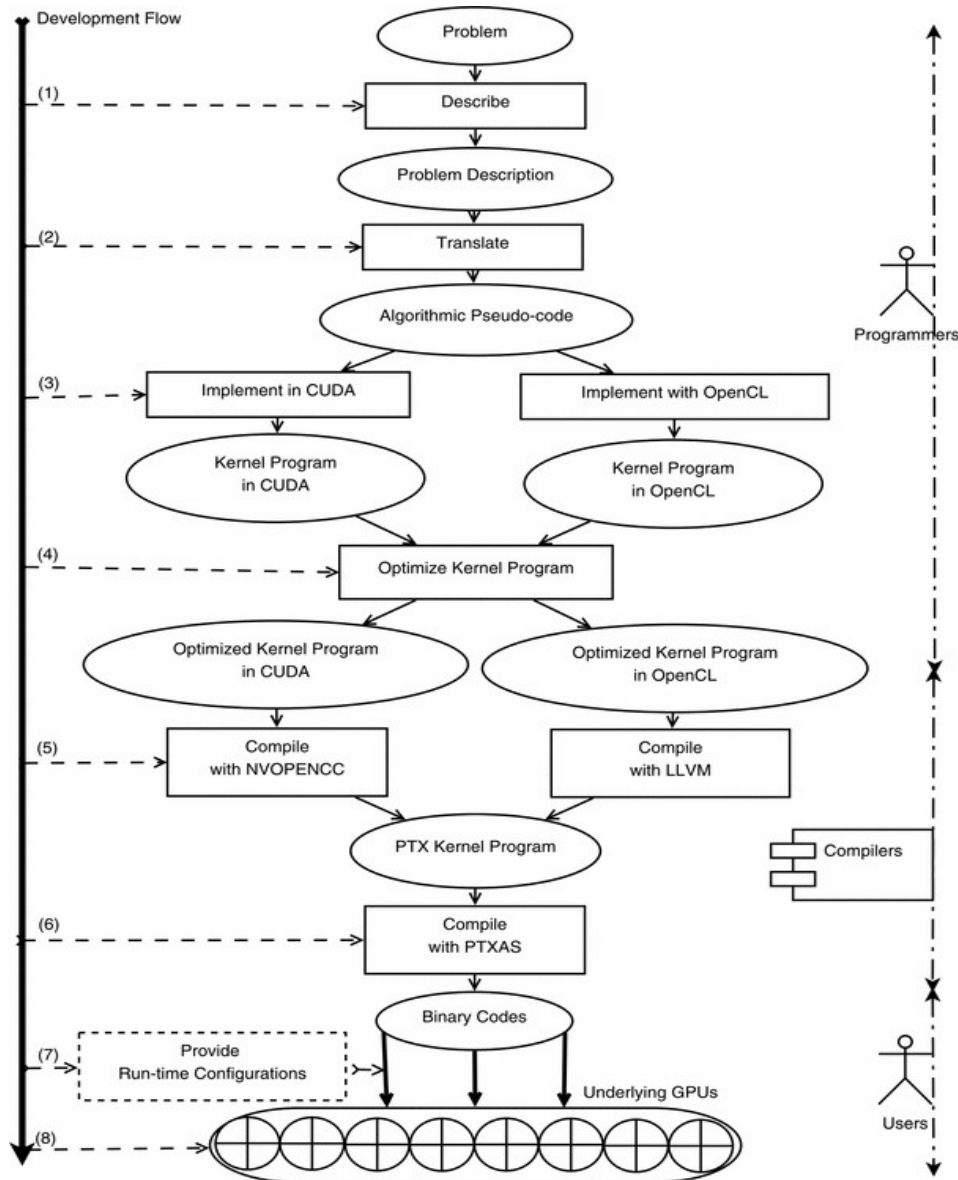 Development Flow
Problem
(1)
Describe
Problem Description
(2)
Translate
Algorithmic Pseudo-code
Programmers
(3)
Implement in CUDA
Implement with OpenCL
Kernel Program
in CUDA
Kernel Program
in OpenCL
(4)
Optimize Kernel Program
Optimized Kernel Program
in CUDA
Optimized Kernel Program
in OpenCL
(5)
Compile
with NVOPENCC
Compile
with LLVM
PTX Kernel Program
Compilers
(6)
Compile
with PTXAS
Binary Codes
(7)
Provide
Run-time Configurations
Underlying GPUs
Users
(8)